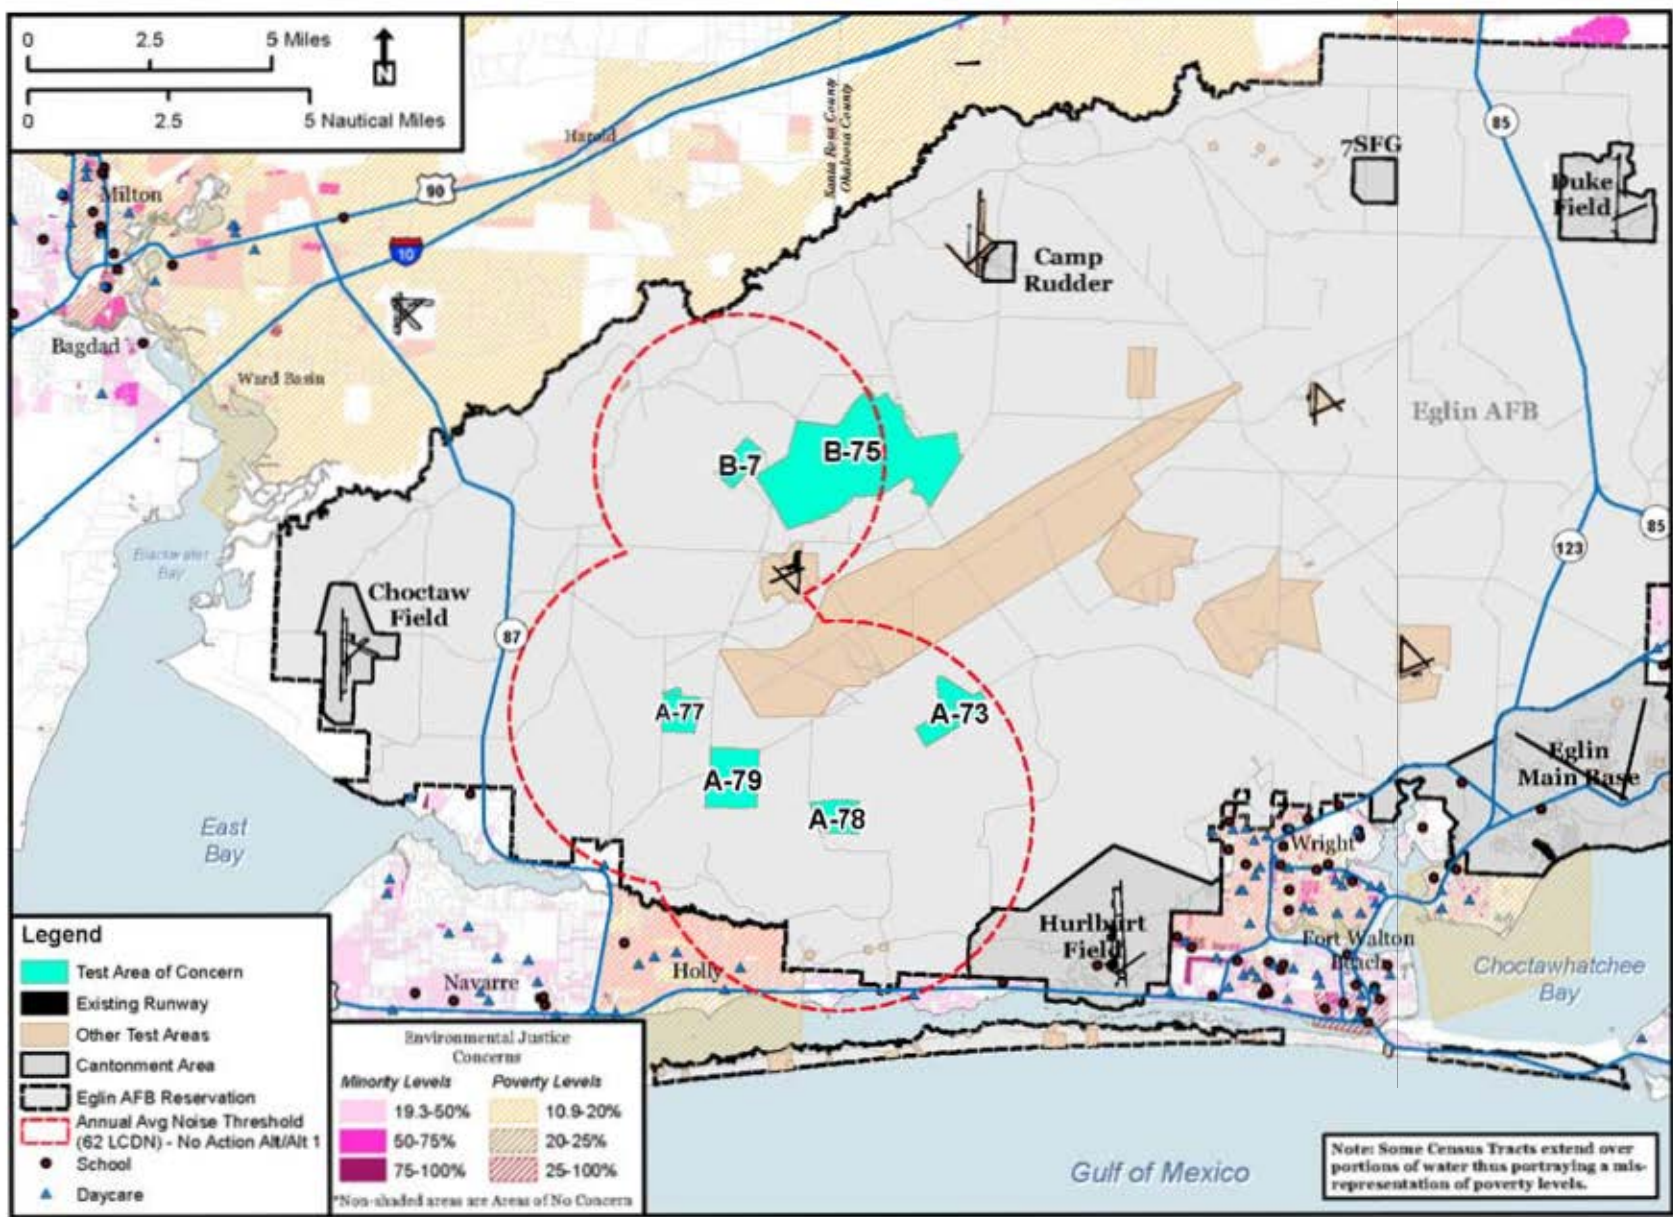 0 2.5 5 Miles
N
0 2.5 5 Nautical Miles
Harold
Santa Rosa County
Okaloosa County
85
7SFG
Duke
Field
Milton
90
10
Camp
Rudder
Bagdad
Ward Basin
Eglin AFB
B-7
B-75
85
123
Blackwater
Bay
Choctaw
Field
87
A-77
A-73
A-79
A-78
Eglin
Main Base
East
Bay
Wright
Hurlburt
Field
Fort Walton
Beach
Choctawhatchee
Bay
Navarre
Holly
Legend
Test Area of Concern
Existing Runway
Other Test Areas
Cantonment Area
Eglin AFB Reservation
Annual Avg Noise Threshold
(62 LCDN) - No Action Alt/Alt 1
School
Daycare
Environmental Justice
Concerns
Minority Levels Poverty Levels
19.3-50% 10.9-20%
50-75% 20-25%
75-100% 25-100%
*Non-shaded areas are Areas of No Concern
Gulf of Mexico
Note: Some Census Tracts extend over
portions of water thus portraying a mis-
representation of poverty levels.